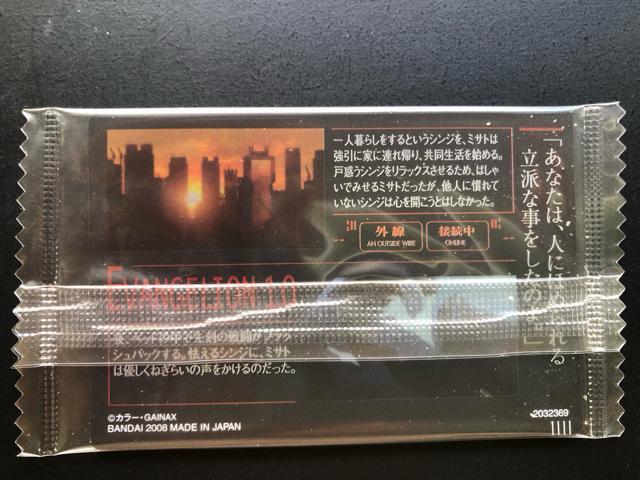 一人暮らしをするというシンジを、ミサトは
強引に家に連れ帰り、共同生活を始める。
戸惑うシンジをリラックスさせるため、はしゃ
いでみせるミサトだったが、他人に慣れて
いないシンジは心を開こうとはしなかった。
外線
AN OUTSIDE WIRE
接続中
ONLINE
「あなたは、人にほめられる
立派な事をしたのよ」
EVANGELION 1.0
シュバックする。怯えるシンジに、ミサト
は優しくねぎらいの声をかけるのだった。
©カラー・GAINAX
BANDAI 2008 MADE IN JAPAN
2032369